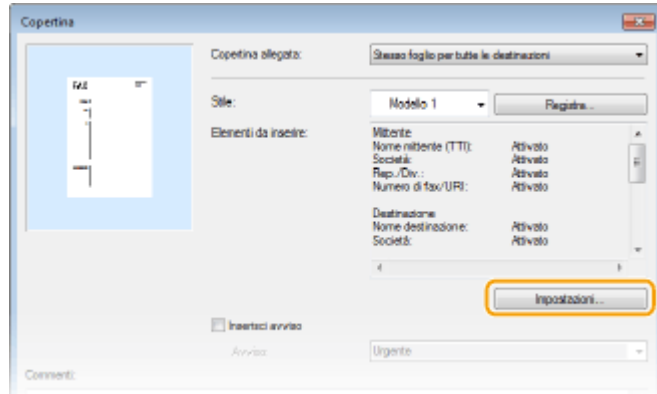 Copertina
Copertina allegata: Stesso foglio per tutte le destinazioni
FAX
Stile: Modello 1 Registra...
Elementi da inserire: Mittente
Nome mittente (TTI): Attivato
Società: Attivato
Rep./Div.: Attivato
Numero di fax/URI: Attivato
Destinazione
Nome destinazione: Attivato
Società: Attivato
Impostazioni...
Inserisci avviso
Avviso: Urgente
Commenti: